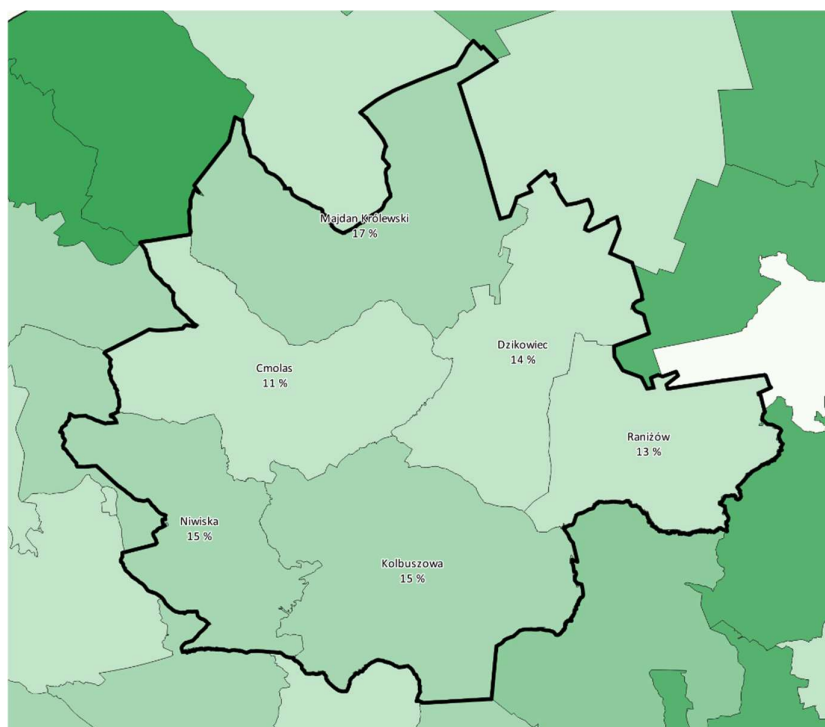 Majdan Królewski
17 %
Dzikowiec
14 %
Cmolas
11 %
Raniżów
13 %
Niwiska
15 %
Kolbuszowa
15 %